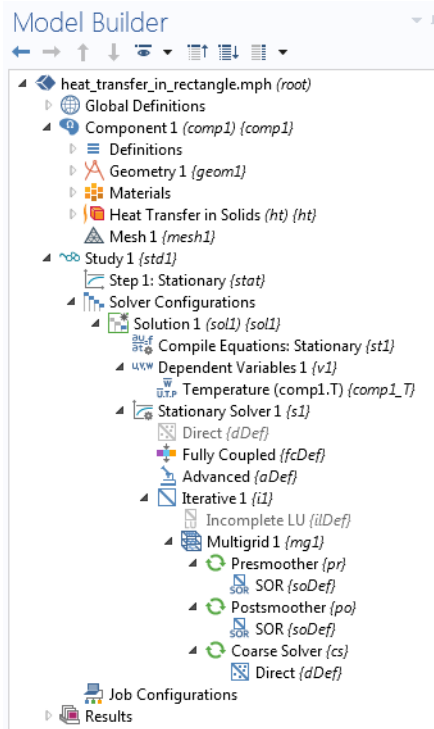 Model Builder
heat_transfer_in_rectangle.mph (root)
Global Definitions
Component 1 (comp1) {comp1}
Definitions
Geometry 1 {geom1}
Materials
Heat Transfer in Solids (ht) {ht}
Mesh 1 {mesh1}
Study 1 {std1}
Step 1: Stationary {stat}
Solver Configurations
Solution 1 (sol1) {sol1}
Compile Equations: Stationary {st1}
Dependent Variables 1 {v1}
Temperature (comp1.T) {comp1_T}
Stationary Solver 1 {s1}
Direct {dDef}
Fully Coupled {fcDef}
Advanced {aDef}
Iterative 1 {i1}
Incomplete LU {ilDef}
Multigrid 1 {mg1}
Presmoother {pr}
SOR {soDef}
Postsmoother {po}
SOR {soDef}
Coarse Solver {cs}
Direct {dDef}
Job Configurations
Results